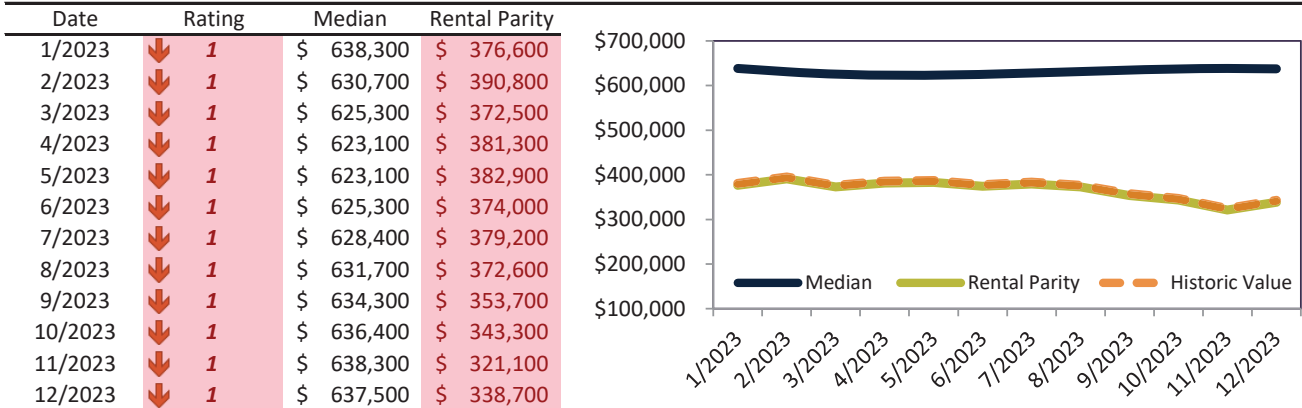 Date Rating Median Rental Parity
1/2023 1 $ 638,300 $ 376,600
2/2023 1 $ 630,700 $ 390,800
3/2023 1 $ 625,300 $ 372,500
4/2023 1 $ 623,100 $ 381,300
5/2023 1 $ 623,100 $ 382,900
6/2023 1 $ 625,300 $ 374,000
7/2023 1 $ 628,400 $ 379,200
8/2023 1 $ 631,700 $ 372,600
9/2023 1 $ 634,300 $ 353,700
10/2023 1 $ 636,400 $ 343,300
11/2023 1 $ 638,300 $ 321,100
12/2023 1 $ 637,500 $ 338,700
$700,000
$600,000
$500,000
$400,000
$300,000
$200,000
$100,000
Median Rental Parity Historic Value
1/2023 2/2023 3/2023 4/2023 5/2023 6/2023 7/2023 8/2023 9/2023 10/2023 11/2023 12/2023